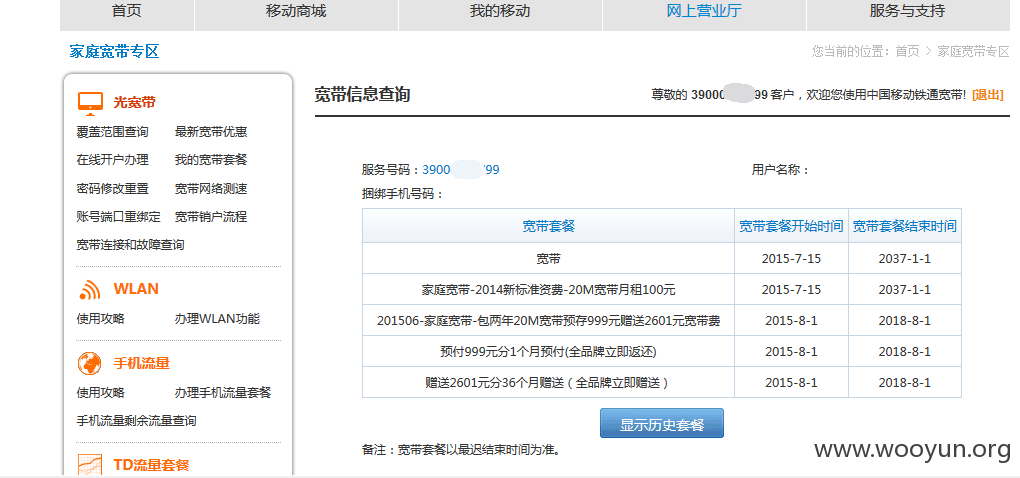 首页 移动商城 我的移动 网上营业厅 服务与支持
家庭宽带专区
您当前的位置：首页 > 家庭宽带专区
光宽带
覆盖范围查询 最新宽带优惠
在线开户办理 我的宽带套餐
密码修改重置 宽带网络测速
账号端口重绑定 宽带销户流程
宽带连接和故障查询
WLAN
使用攻略 办理WLAN功能
手机流量
使用攻略 办理手机流量套餐
手机流量剩余流量查询
TD流量套餐
宽带信息查询
尊敬的 39000 99 客户，欢迎您使用中国移动铁通宽带! [退出]
服务号码：3900 99 用户名称：
捆绑手机号码：
宽带套餐 宽带套餐开始时间 宽带套餐结束时间
宽带 2015-7-15 2037-1-1
家庭宽带-2014新标准资费-20M宽带月租100元 2015-7-15 2037-1-1
201506-家庭宽带-包两年20M宽带预存999元赠送2601元宽带费 2015-8-1 2018-8-1
预付999元分1个月预付(全品牌立即返还) 2015-8-1 2018-8-1
赠送2601元分36个月赠送（全品牌立即赠送） 2015-8-1 2018-8-1
显示历史套餐
备注：宽带套餐以最迟结束时间为准。
www.wooyun.org